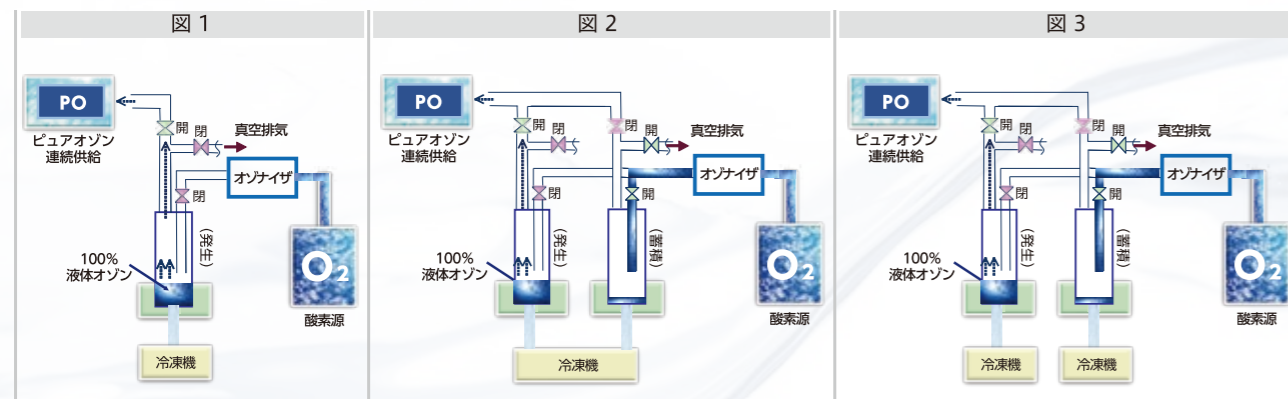 図 1
PO
ピュアオゾン
連続供給
開
閉
真空排気
オゾナイザ
閉
(発生)
100%
液体オゾン
O2
酸素源
冷凍機
図 2
PO
ピュアオゾン
連続供給
開
閉
閉
開
真空排気
オゾナイザ
閉
開
(発生)
(蓄積)
100%
液体オゾン
O2
酸素源
冷凍機
図 3
PO
ピュアオゾン
連続供給
開
閉
閉
開
真空排気
オゾナイザ
閉
開
(発生)
(蓄積)
100%
液体オゾン
O2
酸素源
冷凍機
冷凍機